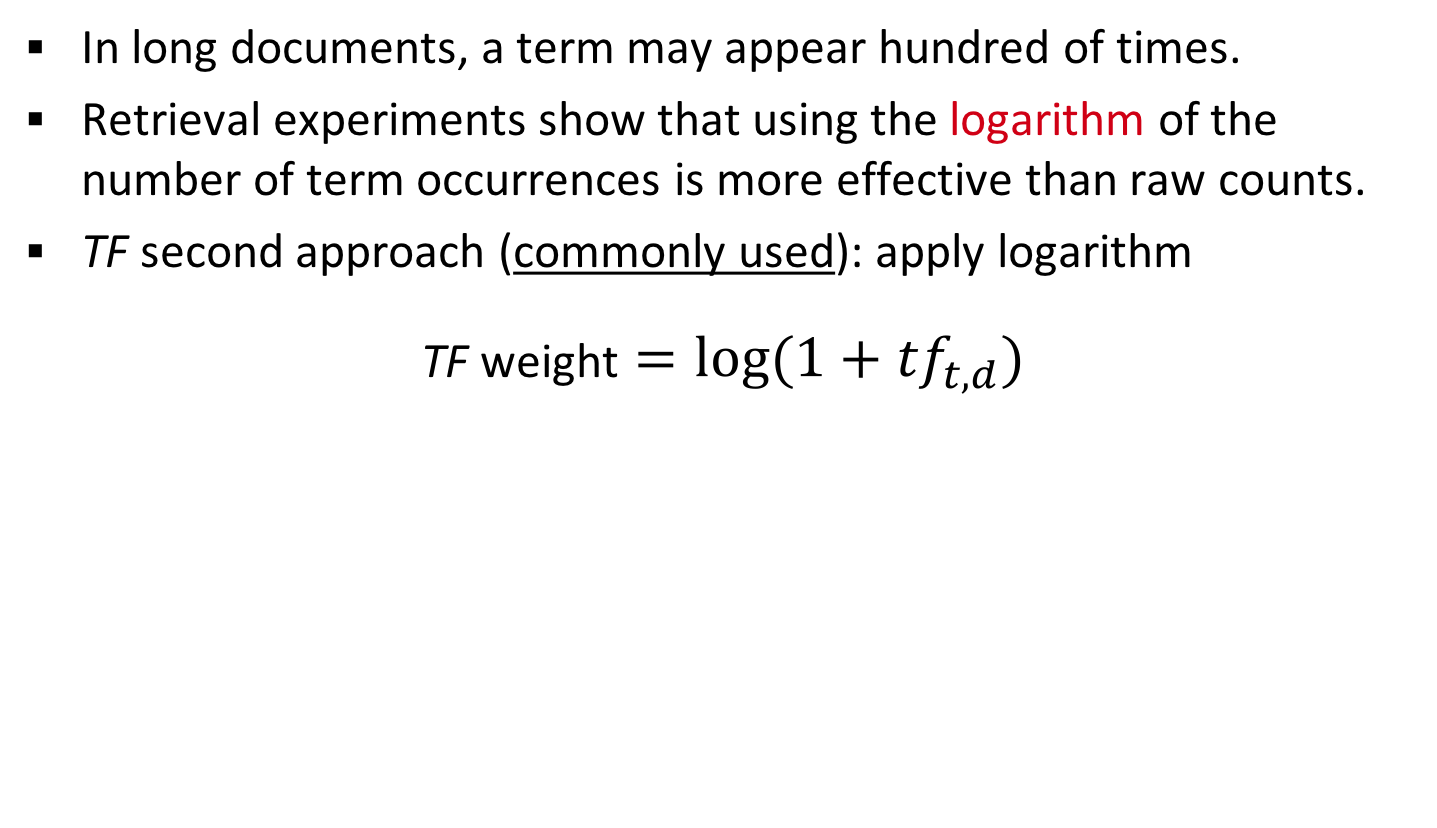 ▪ In long documents, a term may appear hundred of times.
▪ Retrieval experiments show that using the logarithm of the
number of term occurrences is more effective than raw counts.
▪ TF second approach (commonly used): apply logarithm
TF weight = log(1 + tf_{t,d})